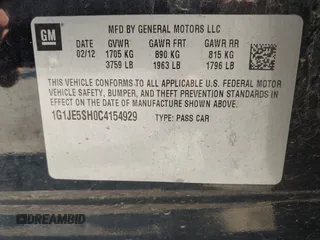 GM
MFD BY GENERAL MOTORS LLC
DATE GVWR GAWR FRT GAWR RR
02/12 1705 KG 890 KG 815 KG
3759 LB 1963 LB 1796 LB
THIS VEHICLE CONFORMS TO ALL APPLICABLE U.S. FEDERAL MOTOR
VEHICLE SAFETY, BUMPER, AND THEFT PREVENTION STANDARDS
IN EFFECT ON THE DATE OF MANUFACTURE SHOWN ABOVE.
1G1JE5SH0C4154929 TYPE: PASS CAR
DREAMBID